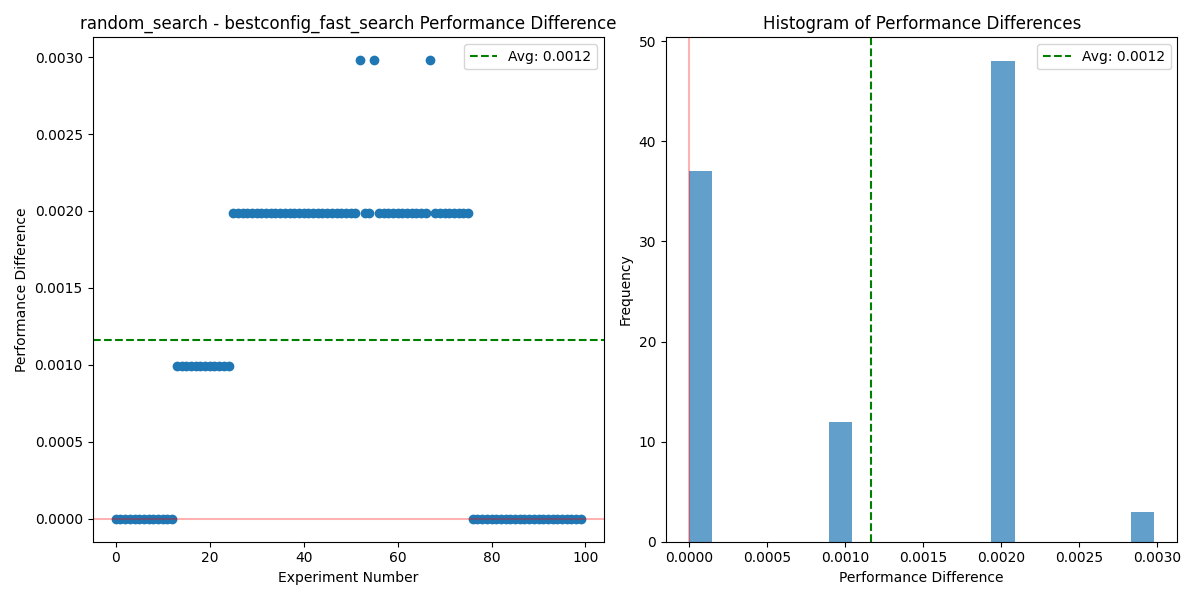 random_search - bestconfig_fast_search Performance Difference
Avg: 0.0012
Performance Difference
0.0030
0.0025
0.0020
0.0015
0.0010
0.0005
0.0000
0 20 40 60 80 100
Experiment Number
Histogram of Performance Differences
Avg: 0.0012
Frequency
50
40
30
20
10
0
0.0000 0.0005 0.0010 0.0015 0.0020 0.0025 0.0030
Performance Difference